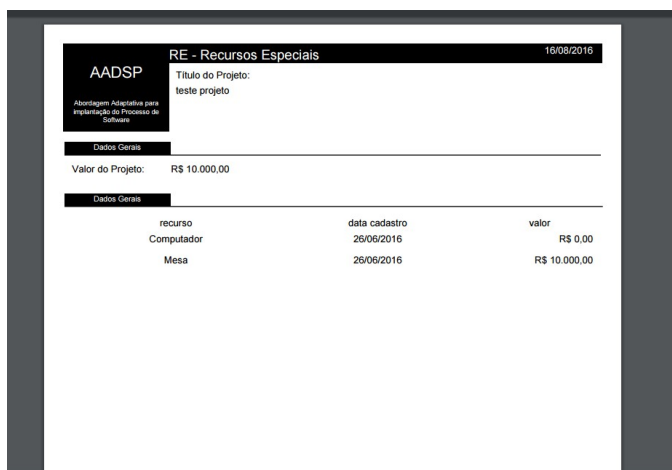 RE - Recursos Especiais 16/08/2016
AADSP
Abordagem Adaptativa para
implantação do Processo de
Software
Título do Projeto:
teste projeto
Dados Gerais
Valor do Projeto: R$ 10.000,00
Dados Gerais
recurso data cadastro valor
Computador 26/06/2016 R$ 0,00
Mesa 26/06/2016 R$ 10.000,00